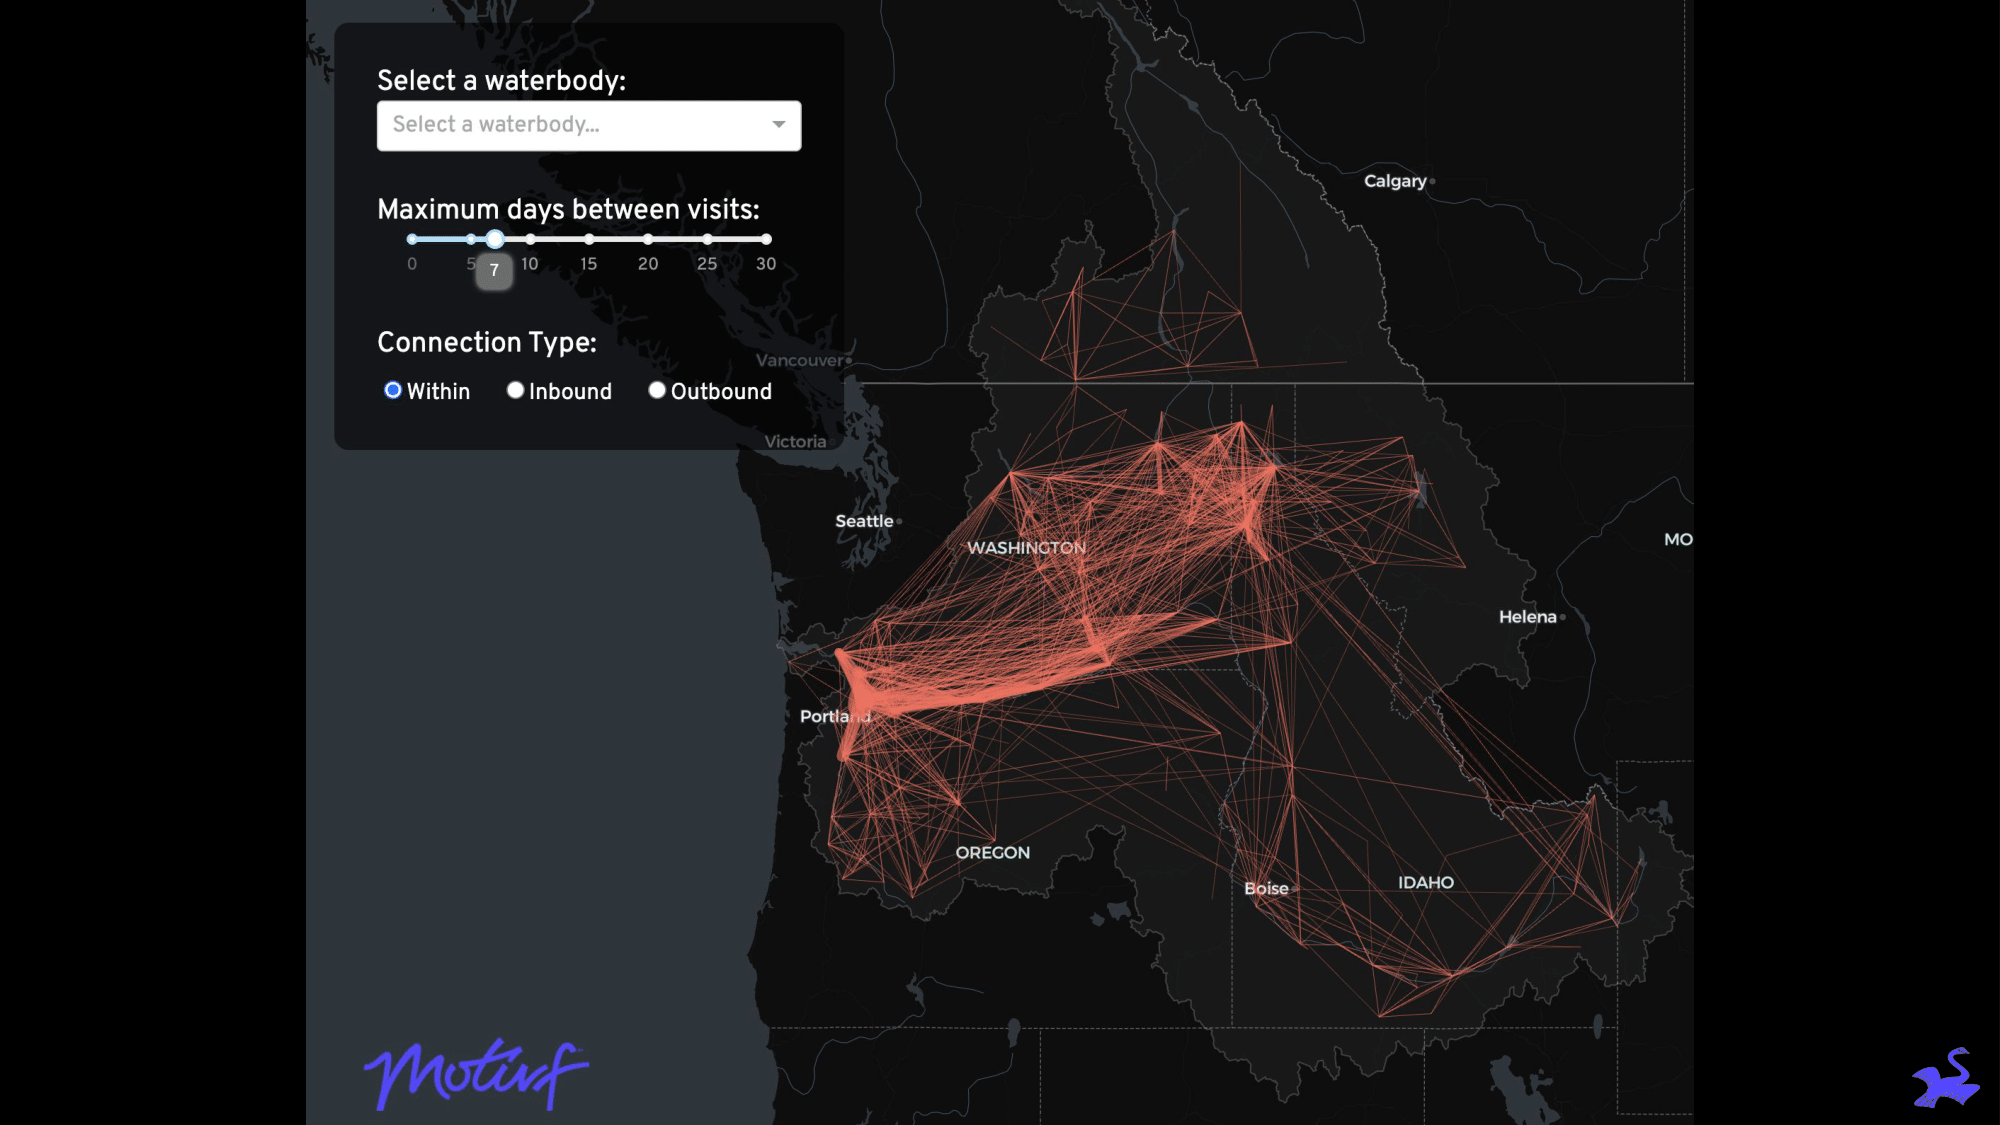 Select a waterbody:
Select a waterbody...
Maximum days between visits:
0 5 10 15 20 25 30
7
Connection Type:
Within Inbound Outbound
Vancouver
Victoria
Calgary
Seattle
WASHINGTON
MO
Helena
Portland
OREGON
Boise
IDAHO
Motivf